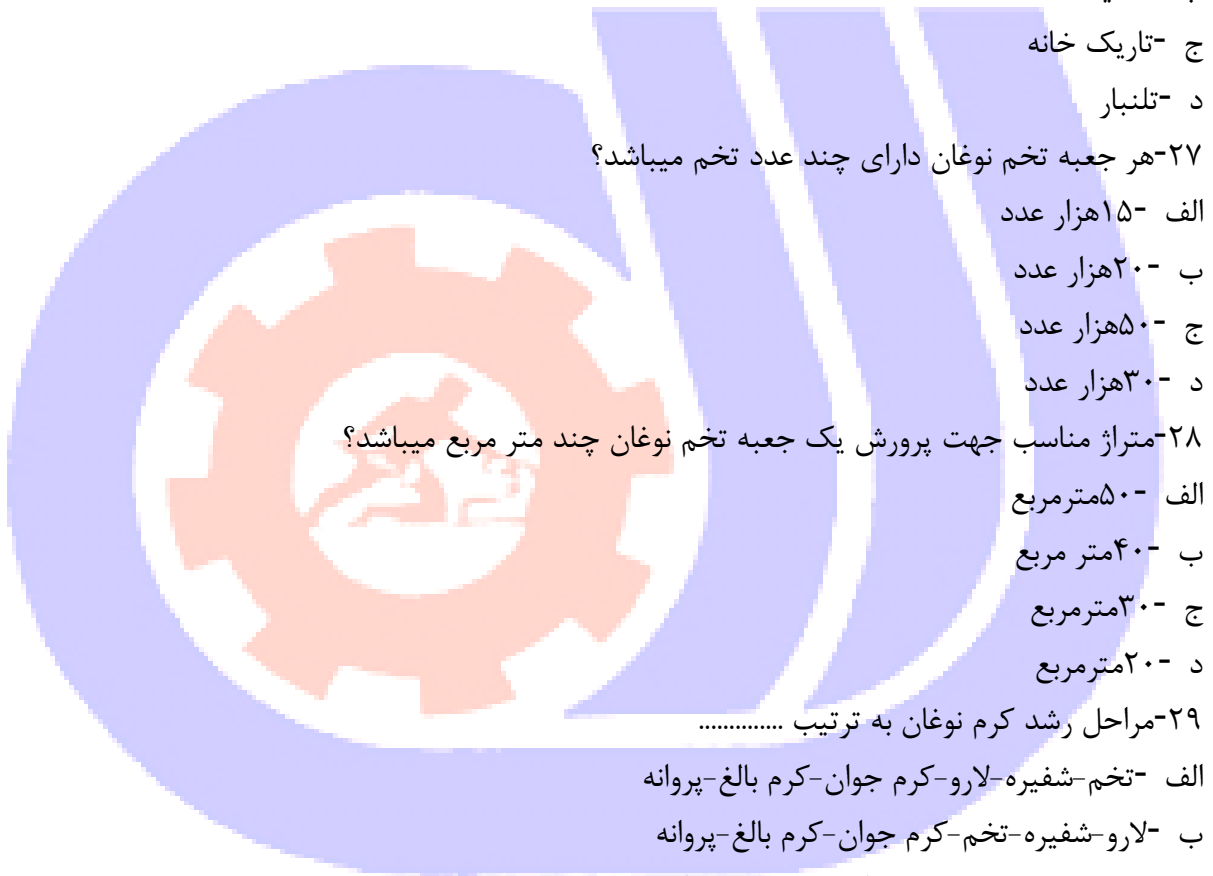 ج -تاریک خانه
د -تلنبار
۲۷-هر جعبه تخم نوغان دارای چند عدد تخم میباشد؟
الف -۱۵هزار عدد
ب -۲۰هزار عدد
ج -۵۰هزار عدد
د -۳۰هزار عدد
۲۸-متراژ مناسب جهت پرورش یک جعبه تخم نوغان چند متر مربع میباشد؟
الف -۵۰مترمربع
ب -۴۰متر مربع
ج -۳۰مترمربع
د -۲۰مترمربع
۲۹-مراحل رشد کرم نوغان به ترتیب ..............
الف -تخم-شفیره-لارو-کرم جوان-کرم بالغ-پروانه
ب -لارو-شفیره-تخم-کرم جوان-کرم بالغ-پروانه